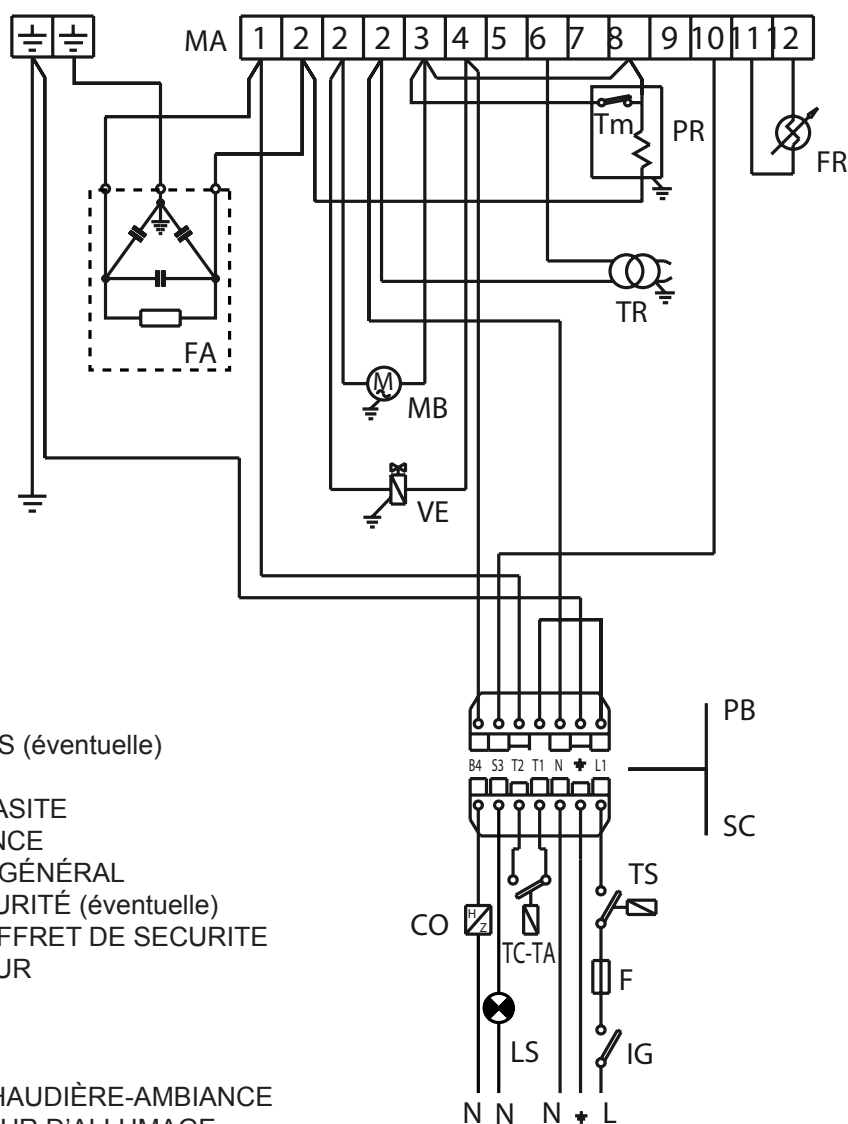 MA 1 2 2 2 3 4 5 6 7 8 9 10 11 12
Tm
PR
FR
TR
FA
M
MB
VE
PB
S (éventuelle)
B4 S3 T2 T1 N L1
ASITE
SC
NCE
GÉNÉRAL
TS
URITÉ (éventuelle)
CO
H
Z
FFRET DE SECURITE
TC-TA
UR
F
LS
IG
HAUDIÈRE-AMBIANCE
N N N L